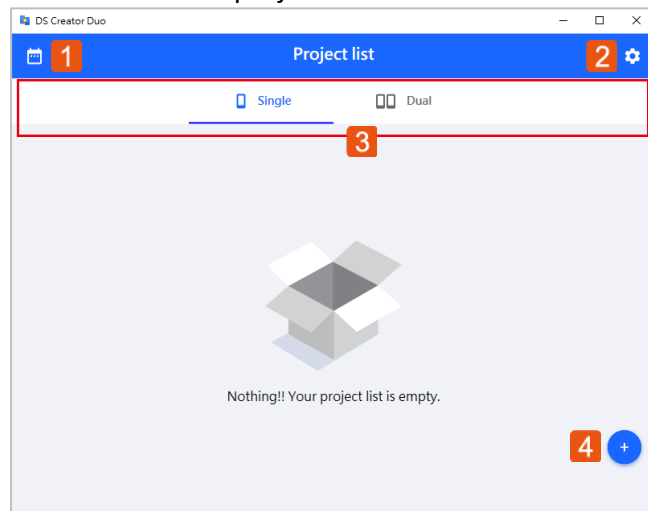 DS Creator Duo
1 Project list 2
Single Dual
3
Nothing!! Your project list is empty.
4 +